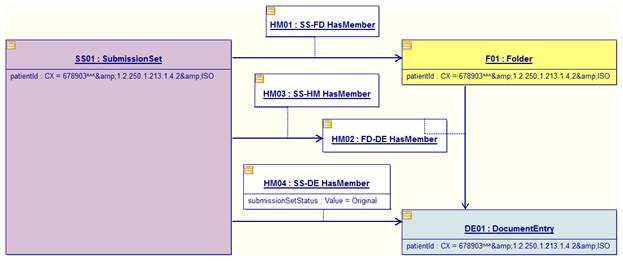 HM01 : SS-FD HasMember
SS01 : SubmissionSet
patientId : CX = 678903^^^&amp;1.2.250.1.213.1.4.2&amp;ISO
F01 : Folder
patientId : CX = 678903^^^&amp;1.2.250.1.213.1.4.2&amp;ISO
HM03 : SS-HM HasMember
HM02 : FD-DE HasMember
HM04 : SS-DE HasMember
submissionSetStatus : Value = Original
DE01 : DocumentEntry
patientId : CX = 678903^^^&amp;1.2.250.1.213.1.4.2&amp;ISO